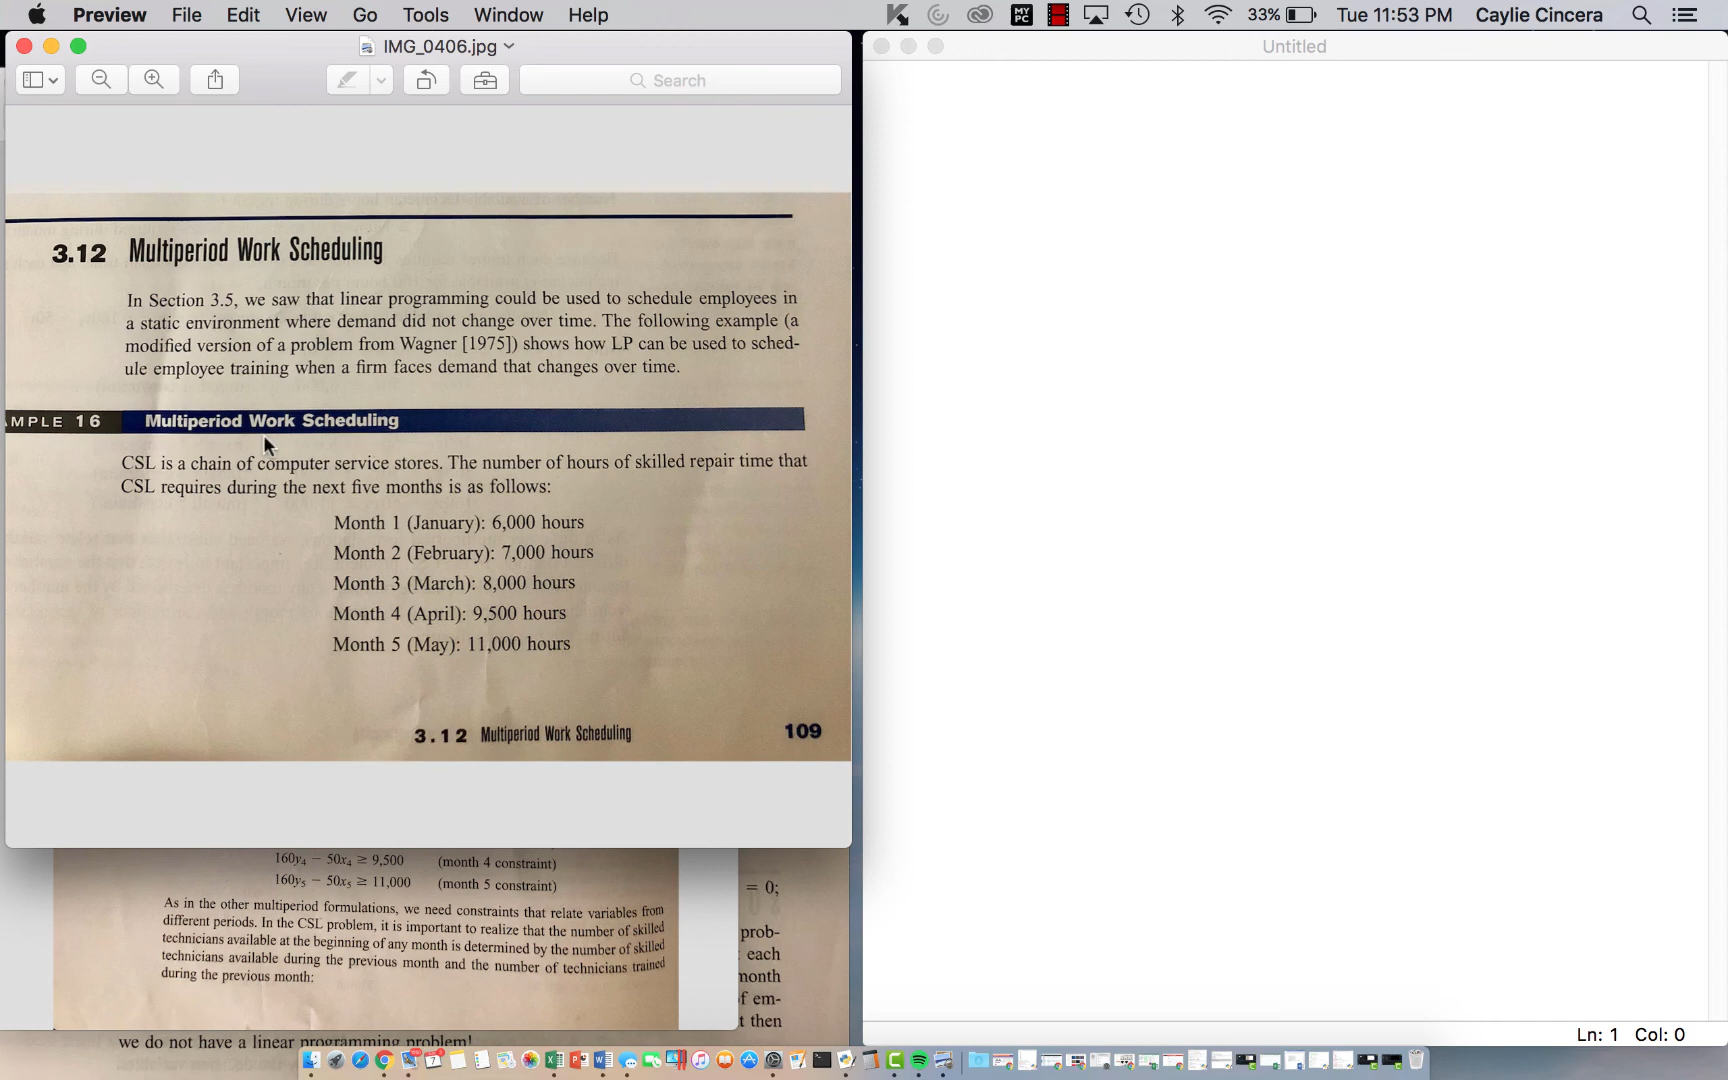 Preview File Edit View Go Tools Window Help
MY PC
33% Tue 11:53 PM Caylie Cincera
IMG_0406.jpg
Search
3.12 Multiperiod Work Scheduling
In Section 3.5, we saw that linear programming could be used to schedule employees in
a static environment where demand did not change over time. The following example (a
modified version of a problem from Wagner [1975]) shows how LP can be used to sched-
ule employee training when a firm faces demand that changes over time.
MPLE 16 Multiperiod Work Scheduling
CSL is a chain of computer service stores. The number of hours of skilled repair time that
CSL requires during the next five months is as follows:
Month 1 (January): 6,000 hours
Month 2 (February): 7,000 hours
Month 3 (March): 8,000 hours
Month 4 (April): 9,500 hours
Month 5 (May): 11,000 hours
3.12 Multiperiod Work Scheduling 109
160y₄ − 50x₄ ≥ 9,500 (month 4 constraint)
160y₅ − 50x₅ ≥ 11,000 (month 5 constraint)
As in the other multiperiod formulations, we need constraints that relate variables from
different periods. In the CSL problem, it is important to realize that the number of skilled
technicians available at the beginning of any month is determined by the number of skilled
technicians available during the previous month and the number of technicians trained
during the previous month:
= 0;
prob-
each
month
of em-
t then
we do not have a linear programming problem!
Untitled
Ln: 1 Col: 0